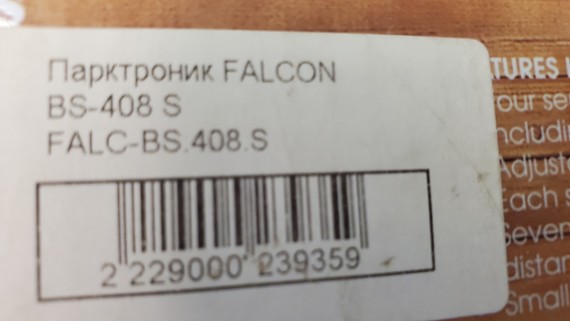 Парктроник FALCON
BS-408 S
FALC-BS.408.S
2 229000 239359
TURES
our se
ncludi
Adjust
Each s
Seven
distan
Small